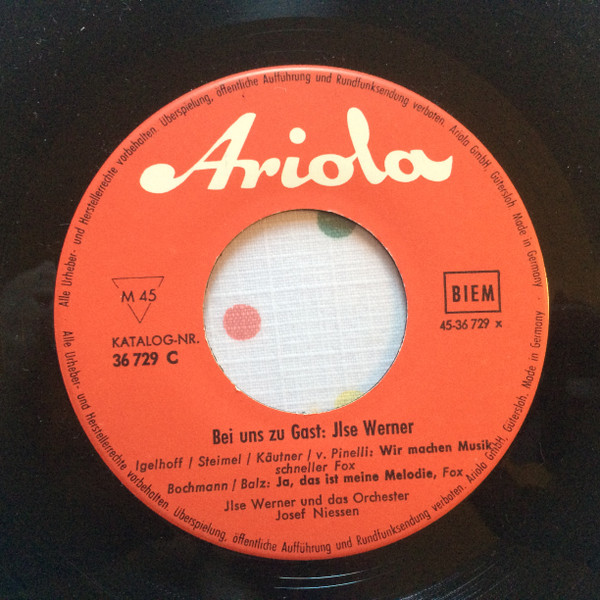 Alle Urheber- und Herstellerrechte vorbehalten. Überspielung, öffentliche Aufführung und Rundfunksendung verboten. Ariola GmbH, Gütersloh. Made in Germany
Ariola
M 45
BIEM
KATALOG-NR.
36 729 C
45-36 729 x
Bei uns zu Gast: Jlse Werner
Igelhoff / Steimel / Käutner / v. Pinelli: Wir machen Musik,
schneller Fox
Bochmann / Balz: Ja, das ist meine Melodie, Fox
Jlse Werner und das Orchester
Josef Niessen
Alle Urheber- und Herstellerrechte vorbehalten. Überspielung, öffentliche Aufführung und Rundfunksendung verboten. Ariola GmbH, Gütersloh. Made in Germany